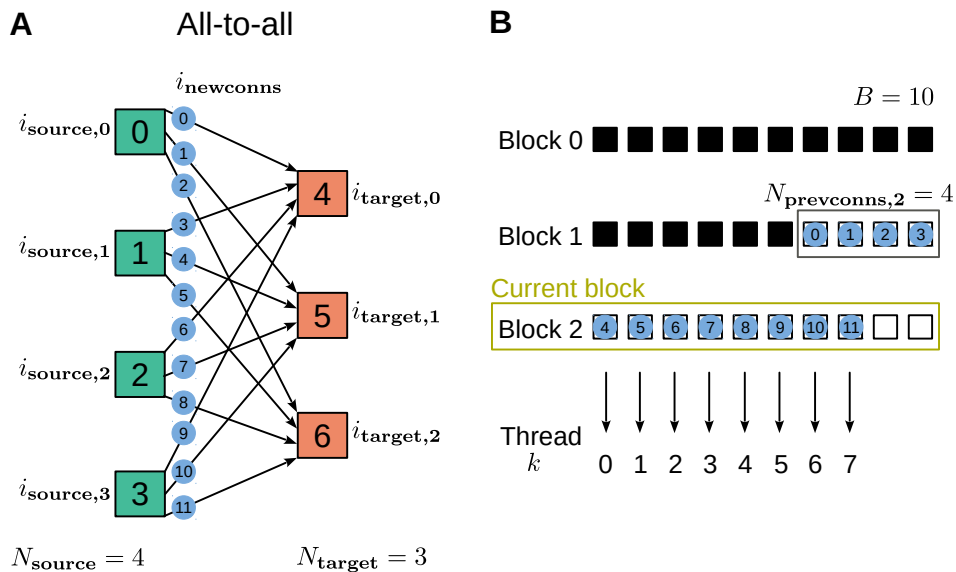 A
All-to-all
i_newconns
i_source,0
0
0
1
2
4
i_target,0
i_source,1
1
3
4
5
5
i_target,1
i_source,2
2
6
7
8
6
i_target,2
i_source,3
3
9
10
11
N_source = 4
N_target = 3
B
B = 10
Block 0
N_prevconns,2 = 4
Block 1
0 1 2 3
Current block
Block 2
4 5 6 7 8 9 10 11
Thread
k
0 1 2 3 4 5 6 7